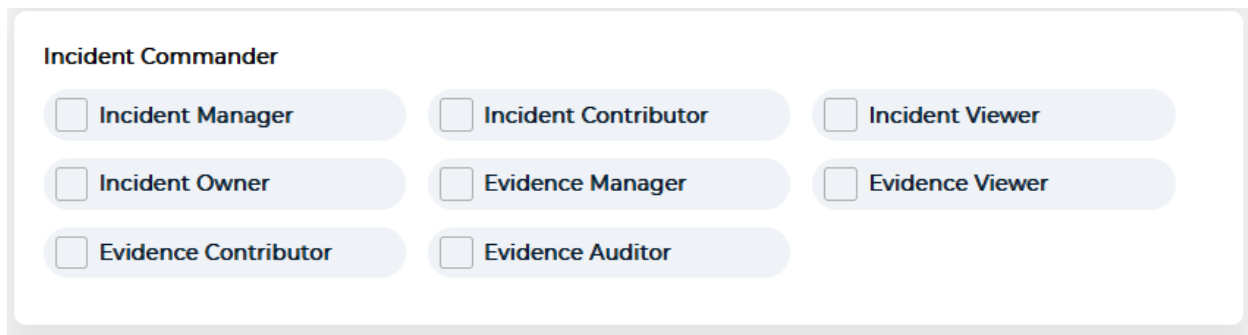 Incident Commander
Incident Manager
Incident Contributor
Incident Viewer
Incident Owner
Evidence Manager
Evidence Viewer
Evidence Contributor
Evidence Auditor